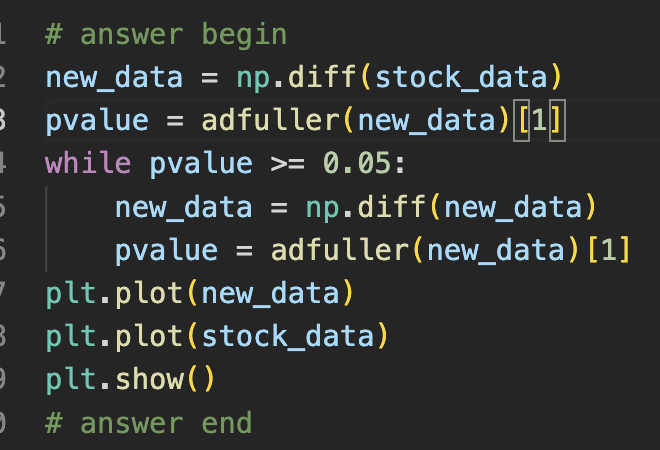 # answer begin
new_data = np.diff(stock_data)
pvalue = adfuller(new_data)[1]
while pvalue >= 0.05:
    new_data = np.diff(new_data)
    pvalue = adfuller(new_data)[1]
plt.plot(new_data)
plt.plot(stock_data)
plt.show()
# answer end